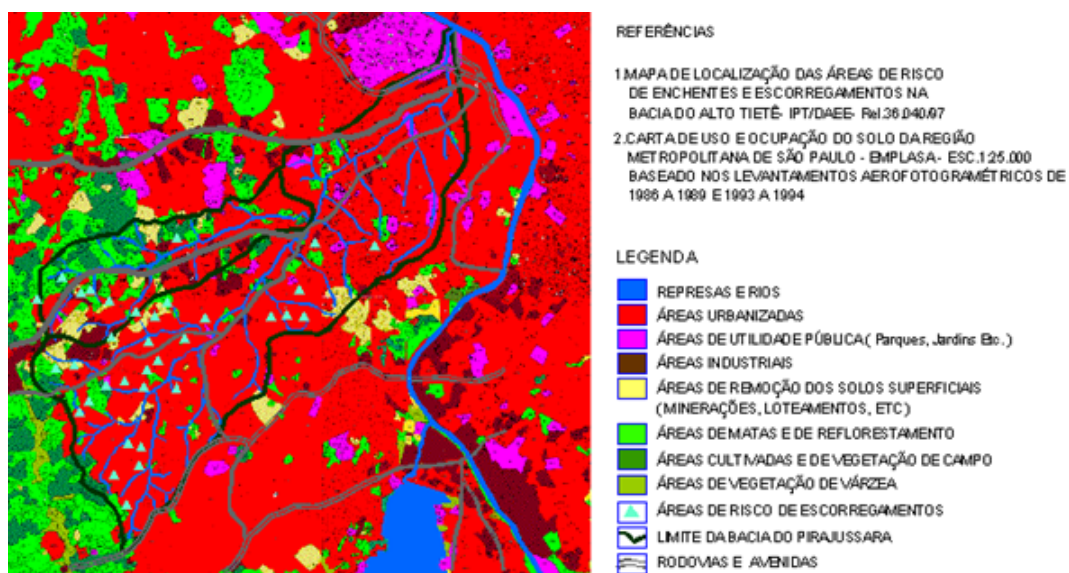 REFERÊNCIAS
1.MAPA DE LOCALIZAÇÃO DAS ÁREAS DE RISCO
DE ENCHENTES E ESCORREGAMENTOS NA
BACIA DO ALTO TIETÊ- IPT/DAEE- Rel.36.040/97
2.CARTA DE USO E OCUPAÇÃO DO SOLO DA REGIÃO
METROPOLITANA DE SÃO PAULO - EMPLASA - ESC.1:25.000
BASEADO NOS LEVANTAMENTOS AEROFOTOGRAMÉTRICOS DE
1986 A 1989 E 1993 A 1994
LEGENDA
REPRESAS E RIOS
ÁREAS URBANIZADAS
ÁREAS DE UTILIDADE PÚBLICA ( Parques, Jardins Etc.)
ÁREAS INDUSTRIAIS
ÁREAS DE REMOÇÃO DOS SOLOS SUPERFICIAIS
(MINERAÇÕES, LOTEAMENTOS, ETC)
ÁREAS DE MATAS E DE REFLORESTAMENTO
ÁREAS CULTIVADAS E DE VEGETAÇÃO DE CAMPO
ÁREAS DE VEGETAÇÃO DE VÁRZEA
ÁREAS DE RISCO DE ESCORREGAMENTOS
LIMITE DA BACIA DO PIRAJUSSARA
RODOVIAS E AVENIDAS